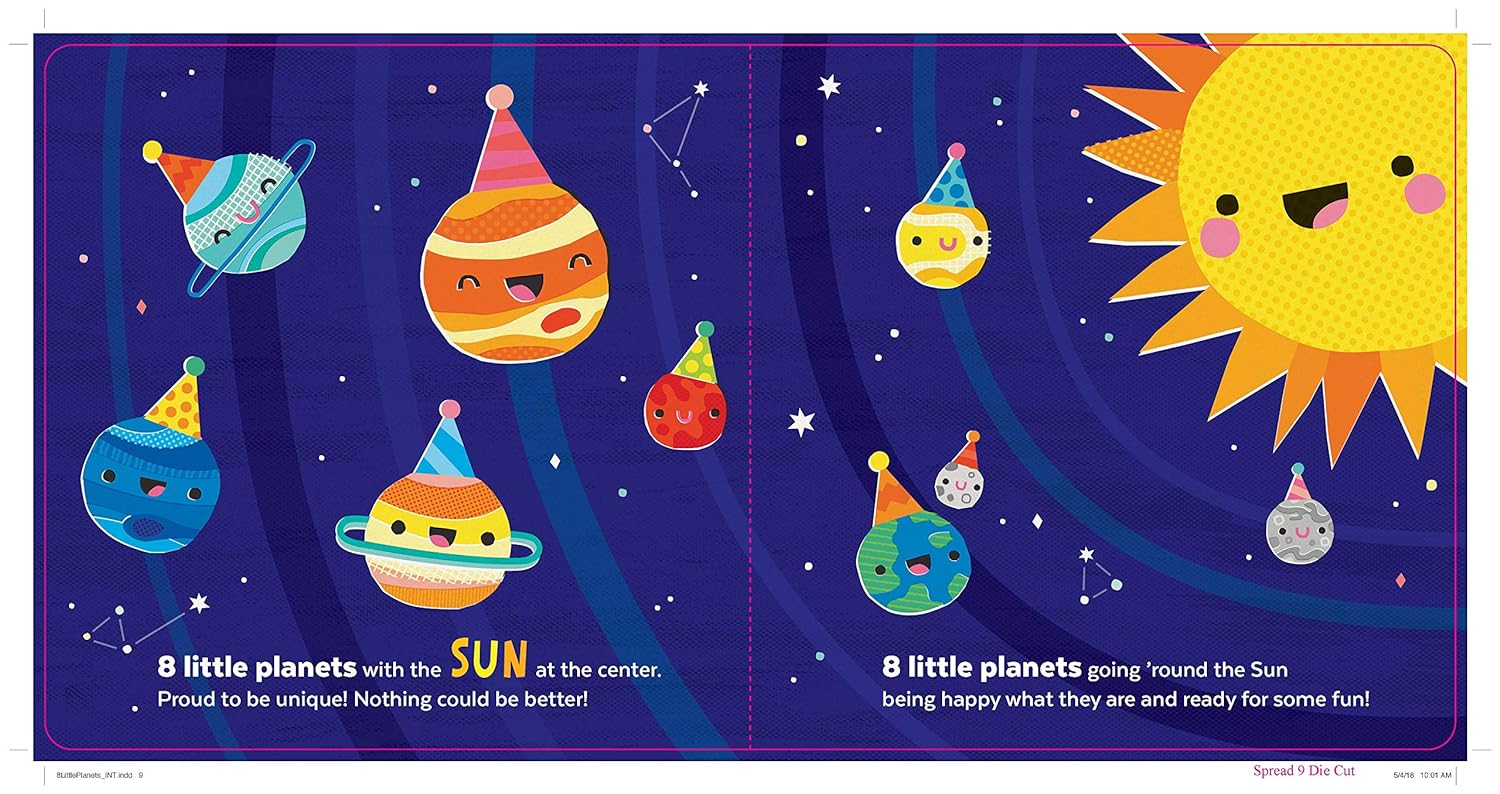 8 little planets with the SUN at the center.
Proud to be unique! Nothing could be better!
8 little planets going ’round the Sun
being happy what they are and ready for some fun!
8LittlePlanets_INT.indd 9
Spread 9 Die Cut
5/4/18 10:01 AM